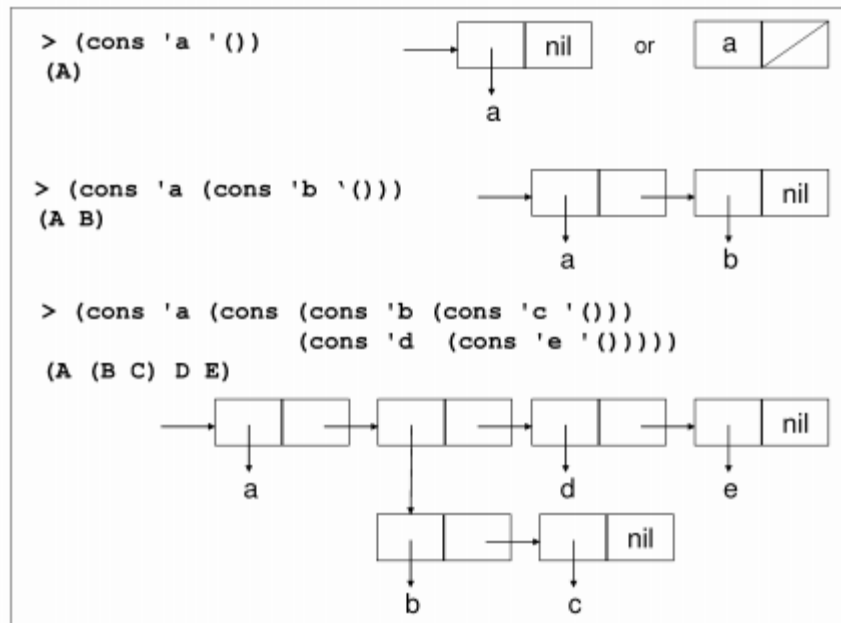 > (cons 'a '())
(A)
nil or a
a
> (cons 'a (cons 'b `()))
(A B)
nil
a b
> (cons 'a (cons (cons 'b (cons 'c '()))
(cons 'd (cons 'e '()))))
(A (B C) D E)
nil
a d e
nil
b c